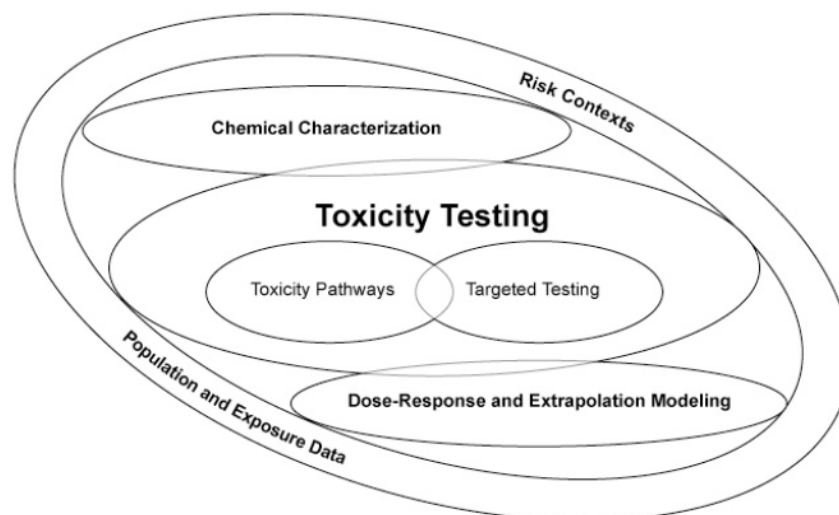 Risk Contexts
Chemical Characterization
Toxicity Testing
Toxicity Pathways
Targeted Testing
Dose-Response and Extrapolation Modeling
Population and Exposure Data